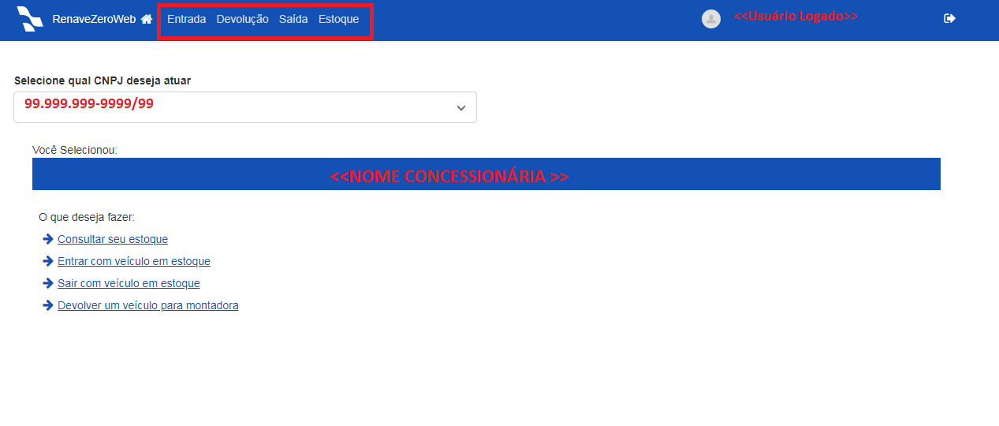 RenaveZeroWeb Entrada Devolução Saída Estoque <<Usuário Logado>>
Selecione qual CNPJ deseja atuar
99.999.999-9999/99
Você Selecionou:
<<NOME CONCESSIONÁRIA >>
O que deseja fazer:
Consultar seu estoque
Entrar com veículo em estoque
Sair com veículo em estoque
Devolver um veículo para montadora